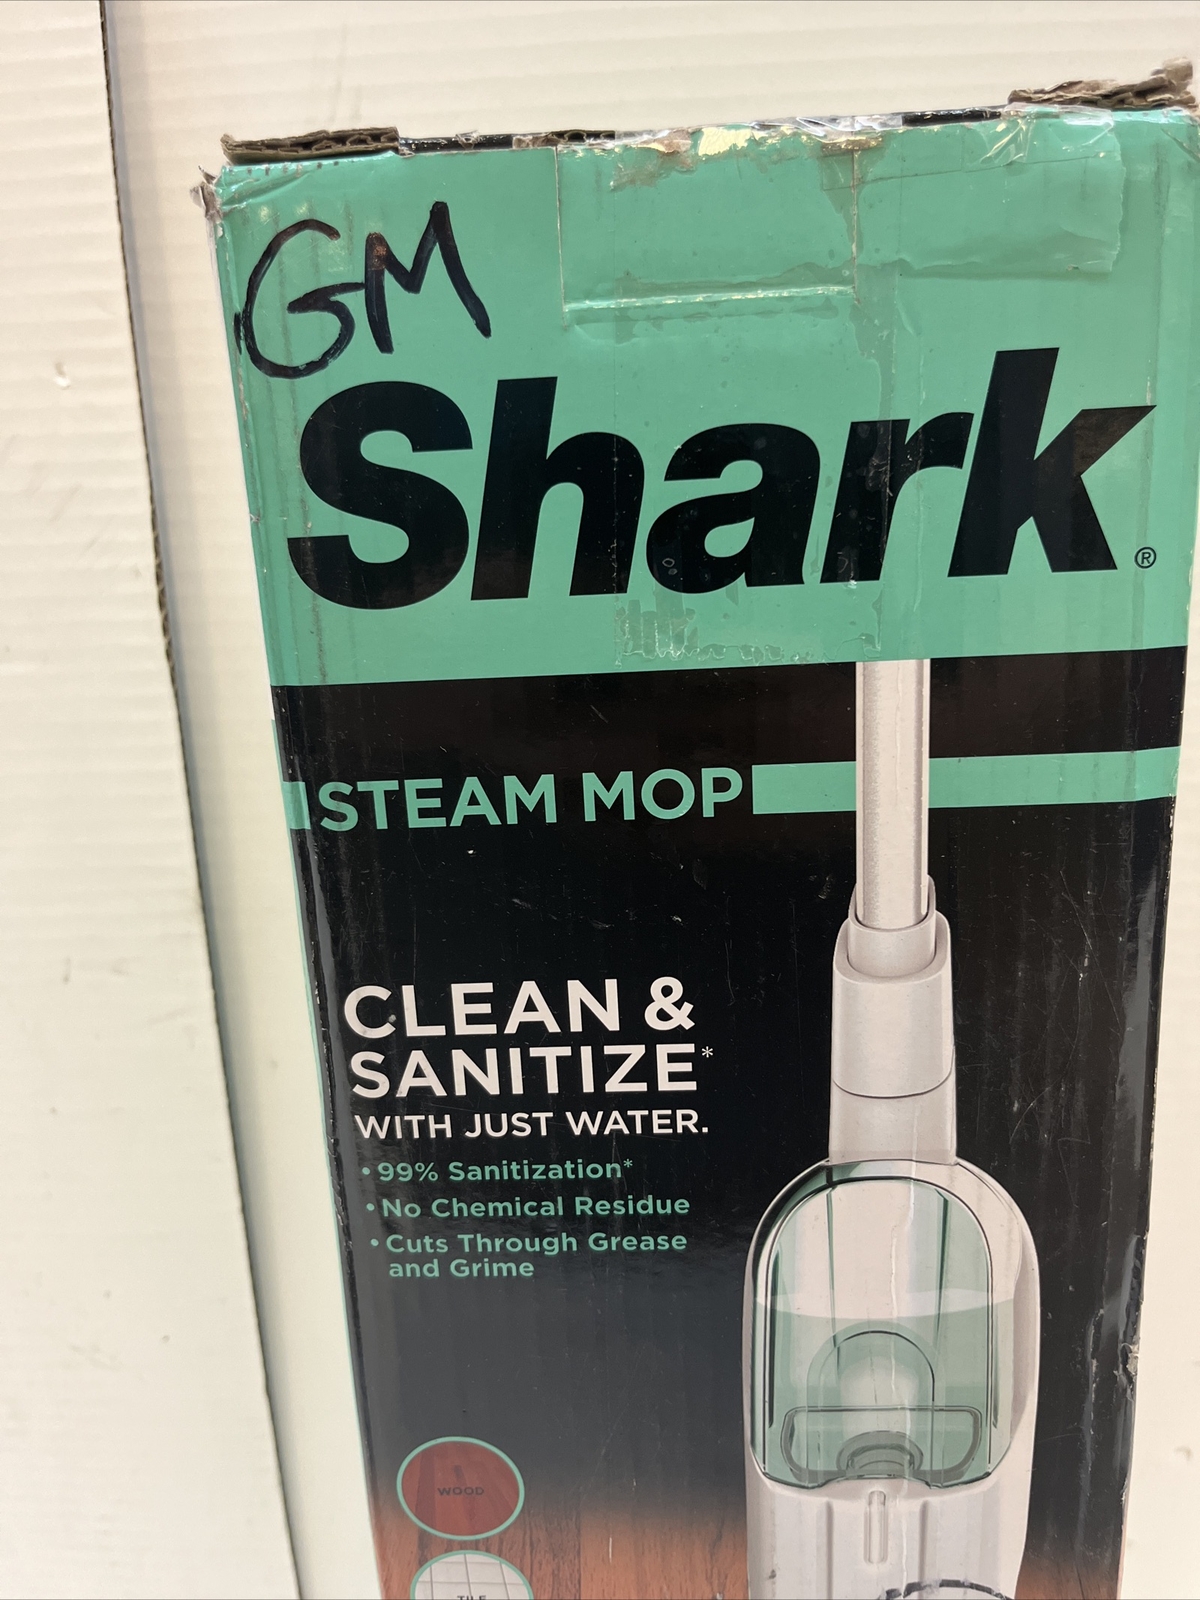 GM
Shark®
STEAM MOP
CLEAN &
SANITIZE*
WITH JUST WATER.
• 99% Sanitization*
• No Chemical Residue
• Cuts Through Grease
and Grime
WOOD
TILE